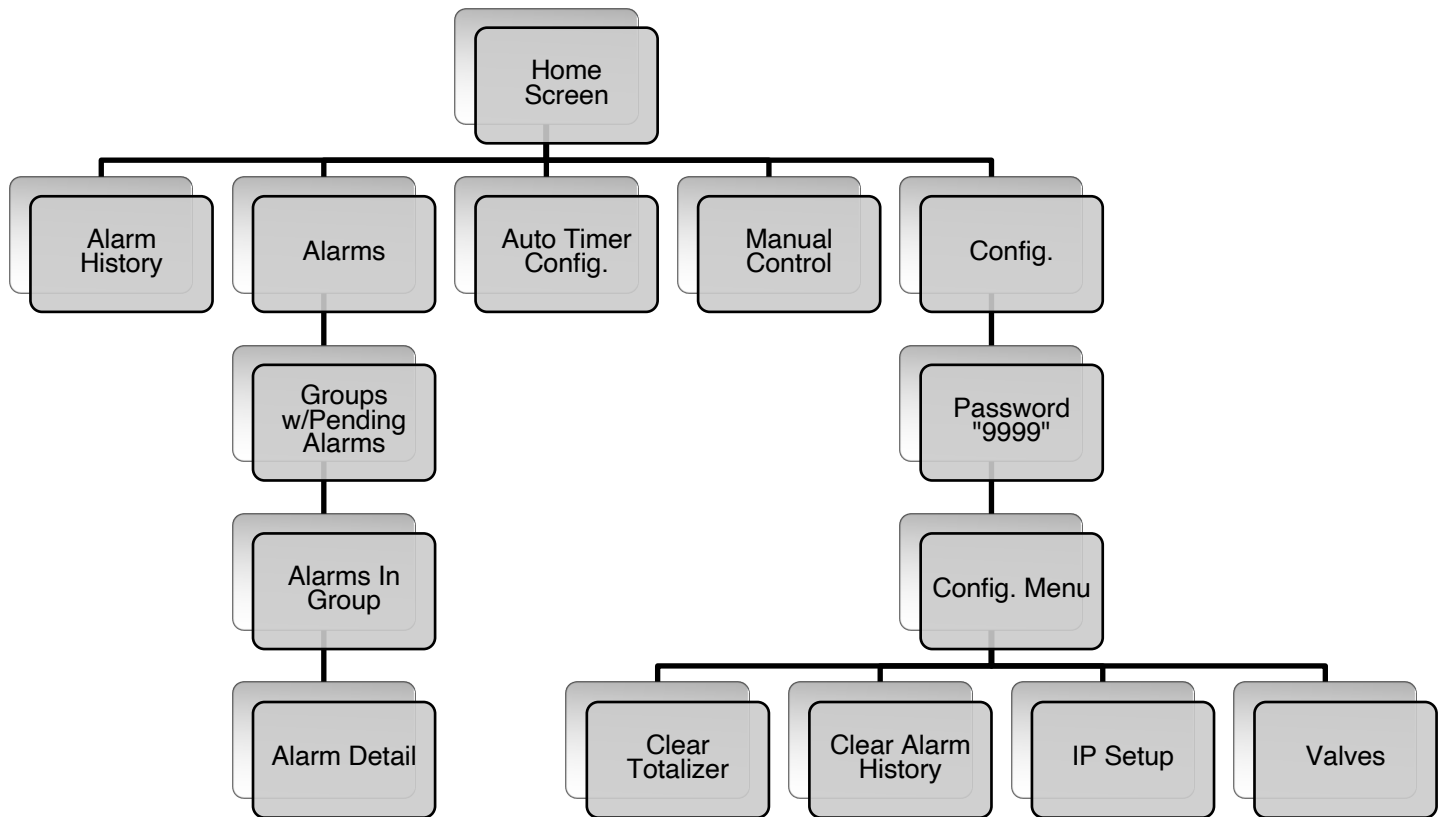 Home
Screen
Alarm
History
Alarms
Auto Timer
Config.
Manual
Control
Config.
Groups
w/Pending
Alarms
Password
"9999"
Alarms In
Group
Config. Menu
Alarm Detail
Clear
Totalizer
Clear Alarm
History
IP Setup
Valves